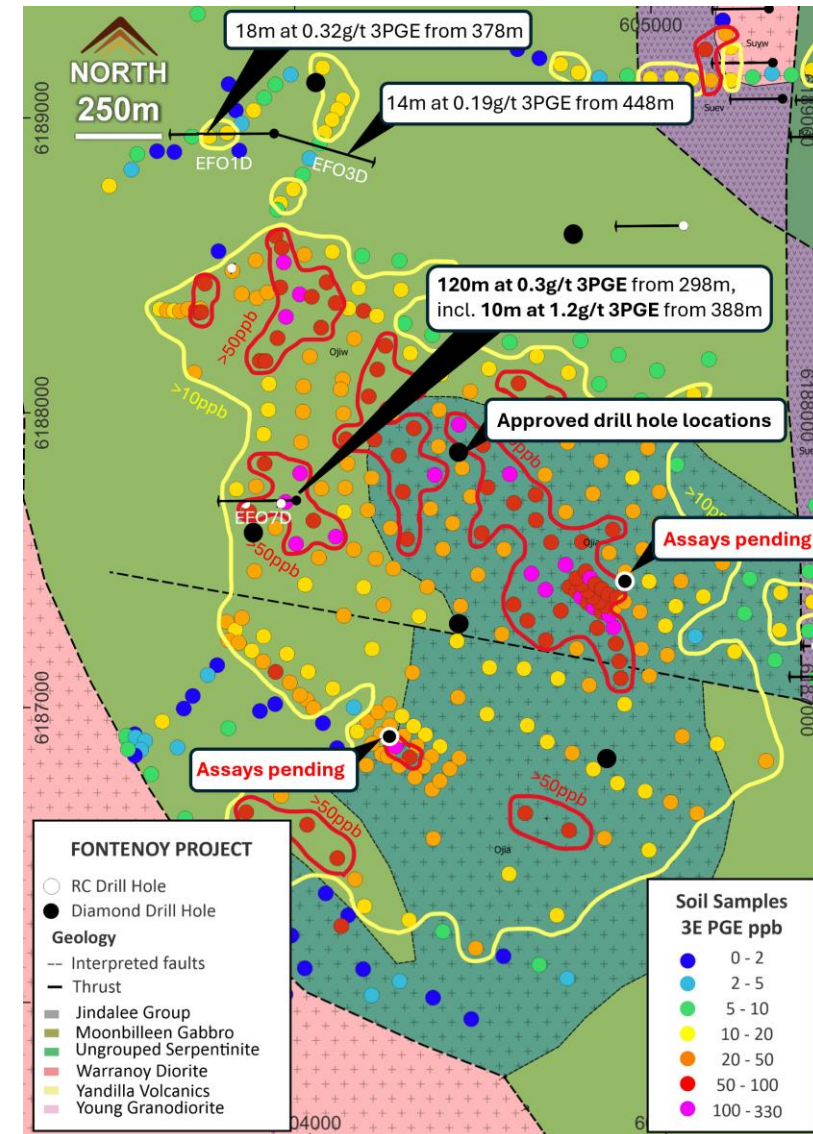 605000
18m at 0.32g/t 3PGE from 378m
Suyw
NORTH
250m
Suev
14m at 0.19g/t 3PGE from 448m
6189000
EFO1D
EFO3D
120m at 0.3g/t 3PGE from 298m,
incl. 10m at 1.2g/t 3PGE from 388m
>50ppb
Ojiw
>10ppb
6188000
6188000
Approved drill hole locations
>10pp
EFO7D
>50ppb
Assays pending
Ojia
6187000
Assays pending
>50ppb
>50ppb
Ojia
FONTENOY PROJECT
RC Drill Hole
Diamond Drill Hole
Geology
Interpreted faults
Thrust
Jindalee Group
Moonbilleen Gabbro
Ungrouped Serpentinite
Warranoy Diorite
Yandilla Volcanics
Young Granodiorite
Soil Samples
3E PGE ppb
0 - 2
2 - 5
5 - 10
10 - 20
20 - 50
50 - 100
100 - 330
04000